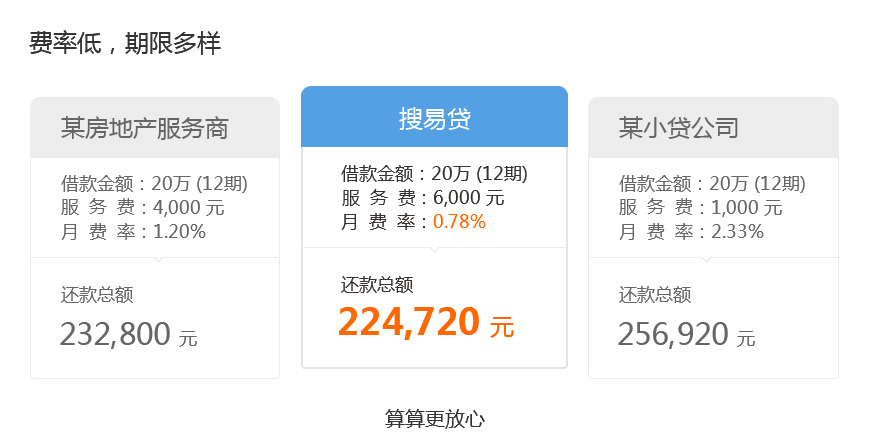 费率低，期限多样
某房地产服务商
借款金额：20万 (12期)
服 务 费：4,000 元
月 费 率：1.20%
还款总额
232,800 元
搜易贷
借款金额：20万 (12期)
服 务 费：6,000 元
月 费 率：0.78%
还款总额
224,720 元
某小贷公司
借款金额：20万 (12期)
服 务 费：1,000 元
月 费 率：2.33%
还款总额
256,920 元
算算更放心